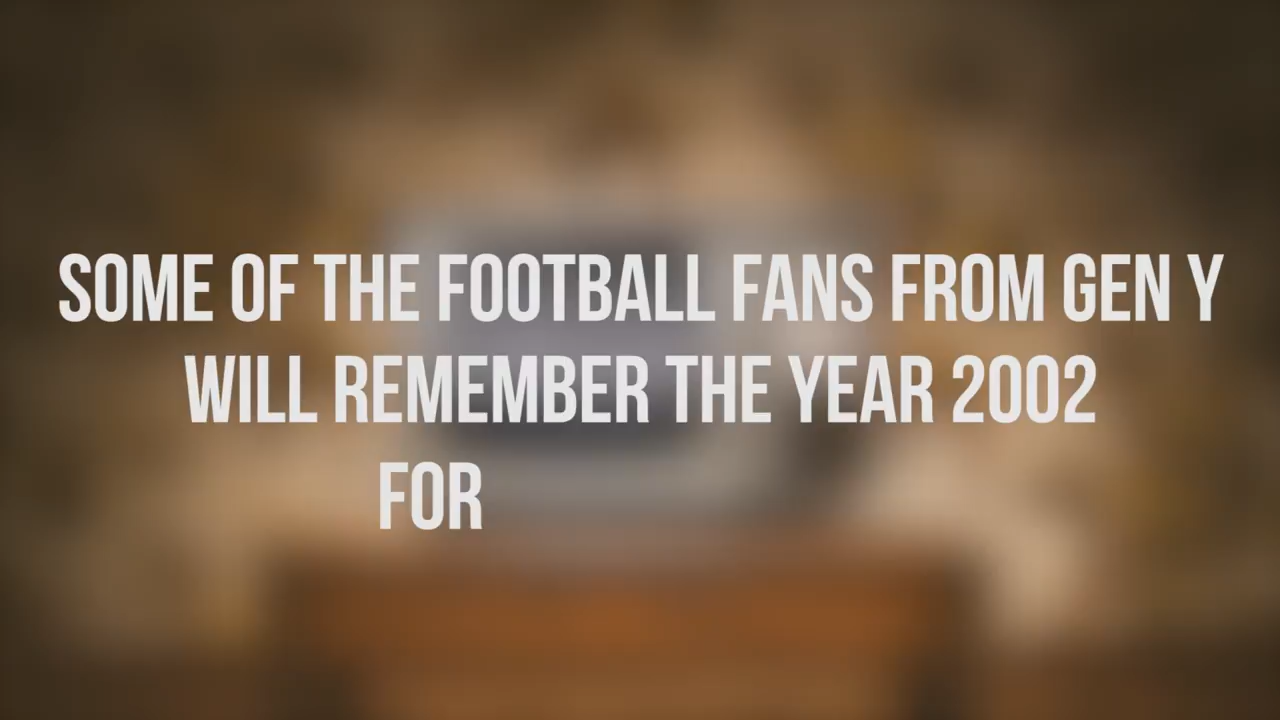 SOME OF THE FOOTBALL FANS FROM GEN Y
WILL REMEMBER THE YEAR 2002
FOR